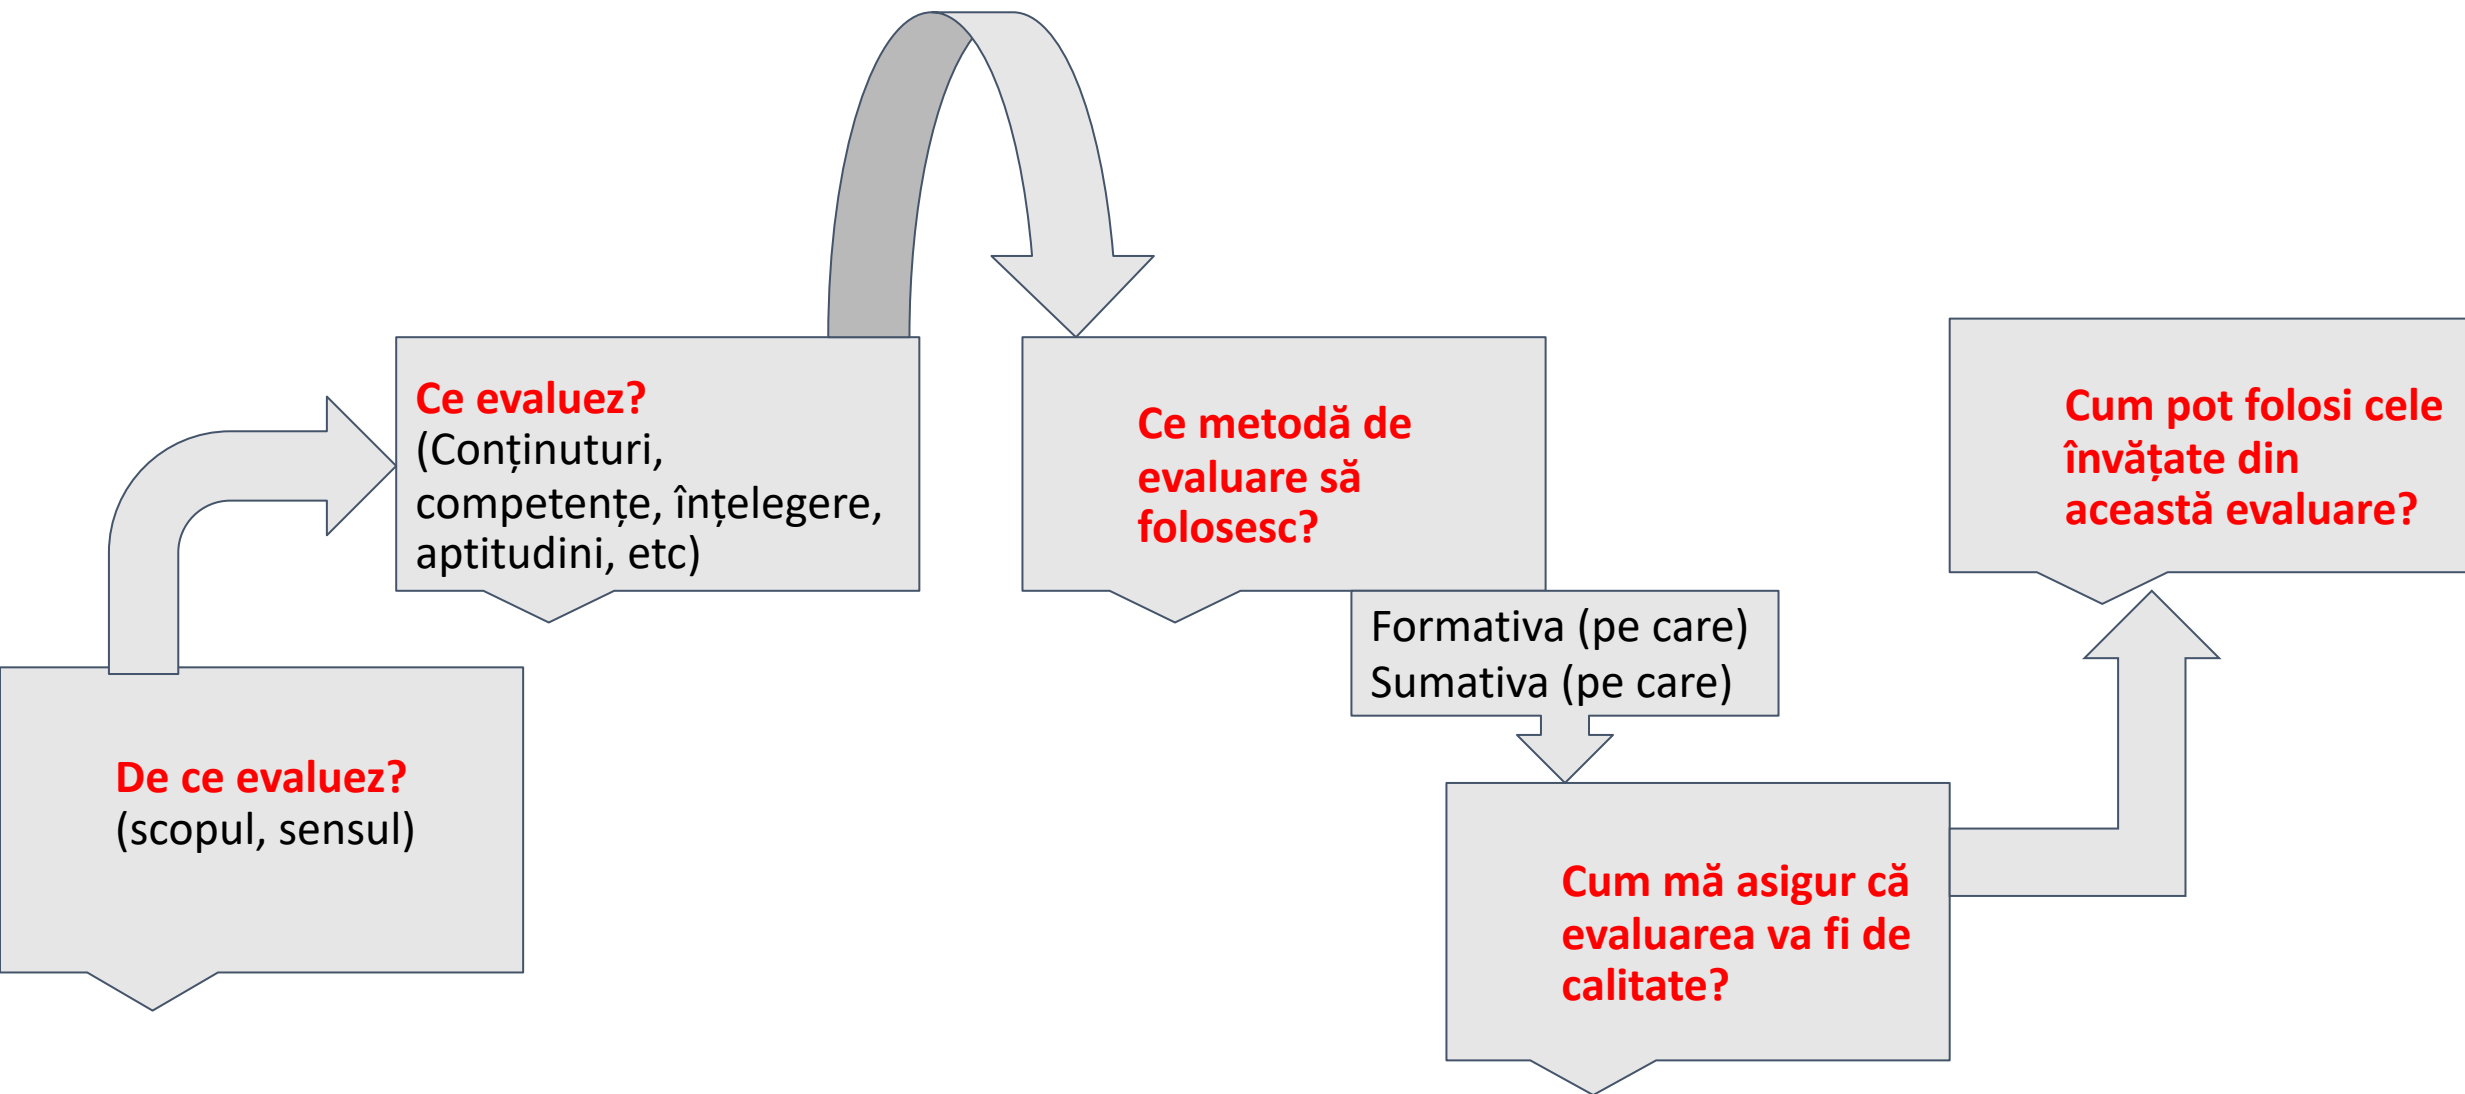 De ce evaluez?
(scopul, sensul)
Ce evaluez?
(Conținuturi,
competențe, înțelegere,
aptitudini, etc)
Ce metodă de
evaluare să
folosesc?
Formativa (pe care)
Sumativa (pe care)
Cum mă asigur că
evaluarea va fi de
calitate?
Cum pot folosi cele
învățate din
această evaluare?